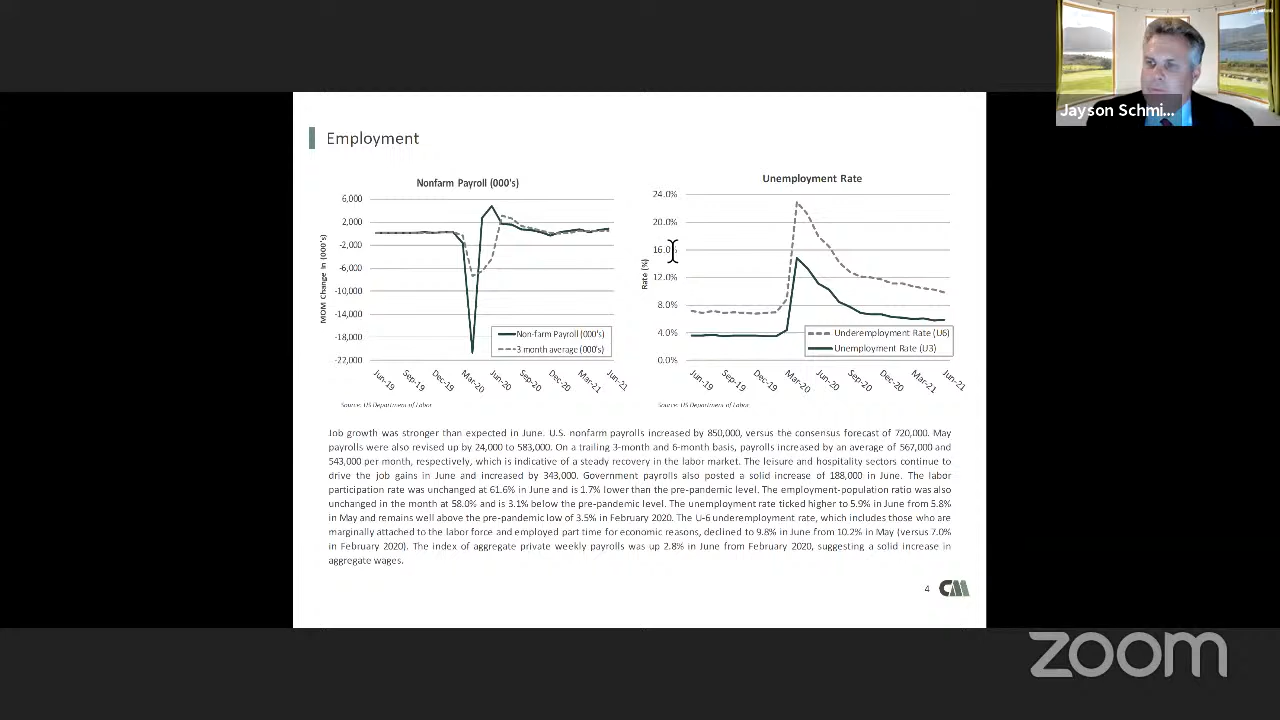 Jayson Schmi...
Employment
Nonfarm Payroll (000's)
6,000
2,000
-2,000
-6,000
-10,000
-14,000
-18,000
-22,000
MOM Change In (000's)
Non-farm Payroll (000's)
3 month average (000's)
Jun-19
Sep-19
Dec-19
Mar-20
Jun-20
Sep-20
Dec-20
Mar-21
Jun-21
Source: US Department of Labor
Unemployment Rate
24.0%
20.0%
16.0%
12.0%
8.0%
4.0%
0.0%
Rate (%)
Underemployment Rate (U6)
Unemployment Rate (U3)
Jun-19
Sep-19
Dec-19
Mar-20
Jun-20
Sep-20
Dec-20
Mar-21
Jun-21
Source: US Department of Labor
Job growth was stronger than expected in June. U.S. nonfarm payrolls increased by 850,000, versus the consensus forecast of 720,000. May
payrolls were also revised up by 24,000 to 583,000. On a trailing 3-month and 6-month basis, payrolls increased by an average of 567,000 and
543,000 per month, respectively, which is indicative of a steady recovery in the labor market. The leisure and hospitality sectors continue to
drive the job gains in June and increased by 343,000. Government payrolls also posted a solid increase of 188,000 in June. The labor
participation rate was unchanged at 61.6% in June and is 1.7% lower than the pre-pandemic level. The employment-population ratio was also
unchanged in the month at 58.0% and is 3.1% below the pre-pandemic level. The unemployment rate ticked higher to 5.9% in June from 5.8%
in May and remains well above the pre-pandemic low of 3.5% in February 2020. The U-6 underemployment rate, which includes those who are
marginally attached to the labor force and employed part time for economic reasons, declined to 9.8% in June from 10.2% in May (versus 7.0%
in February 2020). The index of aggregate private weekly payrolls was up 2.8% in June from February 2020, suggesting a solid increase in
aggregate wages.
4
CM
zoom